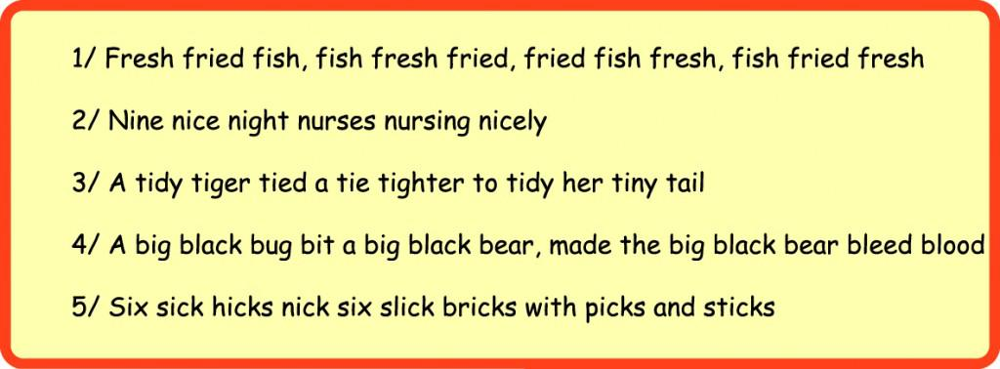 1/ Fresh fried fish, fish fresh fried, fried fish fresh, fish fried fresh
2/ Nine nice night nurses nursing nicely
3/ A tidy tiger tied a tie tighter to tidy her tiny tail
4/ A big black bug bit a big black bear, made the big black bear bleed blood
5/ Six sick hicks nick six slick bricks with picks and sticks